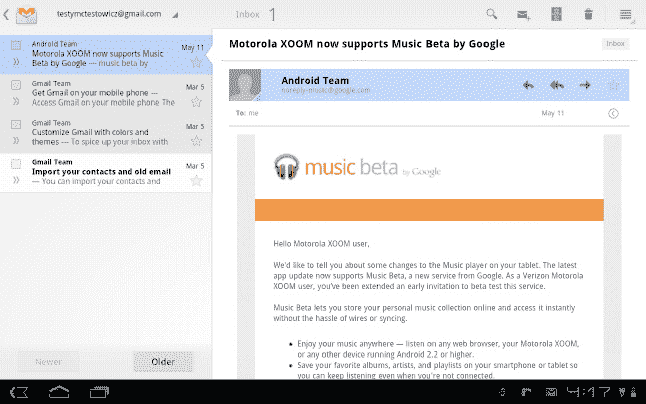 testymctestowicz@gmail.com
Inbox 1
Android Team
Motorola XOOM now supports Music May 11
Beta by Google — music beta by
Gmail Team
Get Gmail on your mobile phone — Mar 5
Access Gmail on your mobile phone The
Gmail Team
Customize Gmail with colors and Mar 5
themes — To spice up your inbox with
Gmail Team
Import your contacts and old email Mar 5
— You can import your contacts and
Newer Older
Motorola XOOM now supports Music Beta by Google Inbox
Android Team
noreply-music@google.com
To: me May 11
music beta by Google
Hello Motorola XOOM user,
We'd like to tell you about some changes to the Music player on your tablet. The latest
app update now supports Music Beta, a new service from Google. As a Verizon Motorola
XOOM user, you've been extended an early invitation to beta test this service.
Music Beta lets you store your personal music collection online and access it instantly
without the hassle of wires or syncing.
• Enjoy your music anywhere — listen on any web browser, your Motorola XOOM,
or any other device running Android 2.2 or higher.
• Save your favorite albums, artists, and playlists on your smartphone or tablet so
you can keep listening even when you're not connected.
4:47